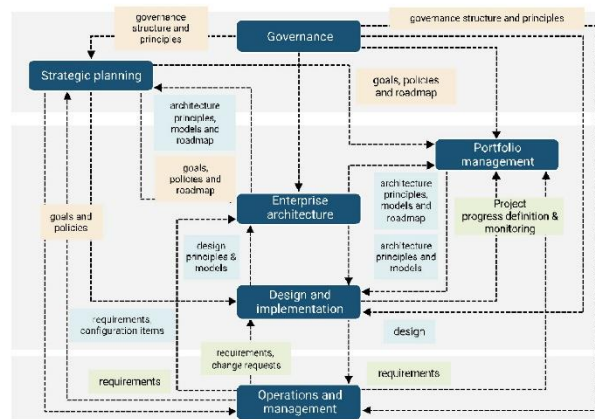 governance
structure and
principles
governance structure and principles
Governance
Strategic planning
goals, policies
and roadmap
architecture
principles,
models and
roadmap
Portfolio
management
goals,
policies and
roadmap
architecture
principles,
models and
roadmap
Project
progress definition &
monitoring
Enterprise
architecture
goals and
policies
design
principles &
models
architecture
principles and
models
Design and
implementation
requirements,
configuration items
design
requirements,
change requests
requirements
requirements
Operations and
management